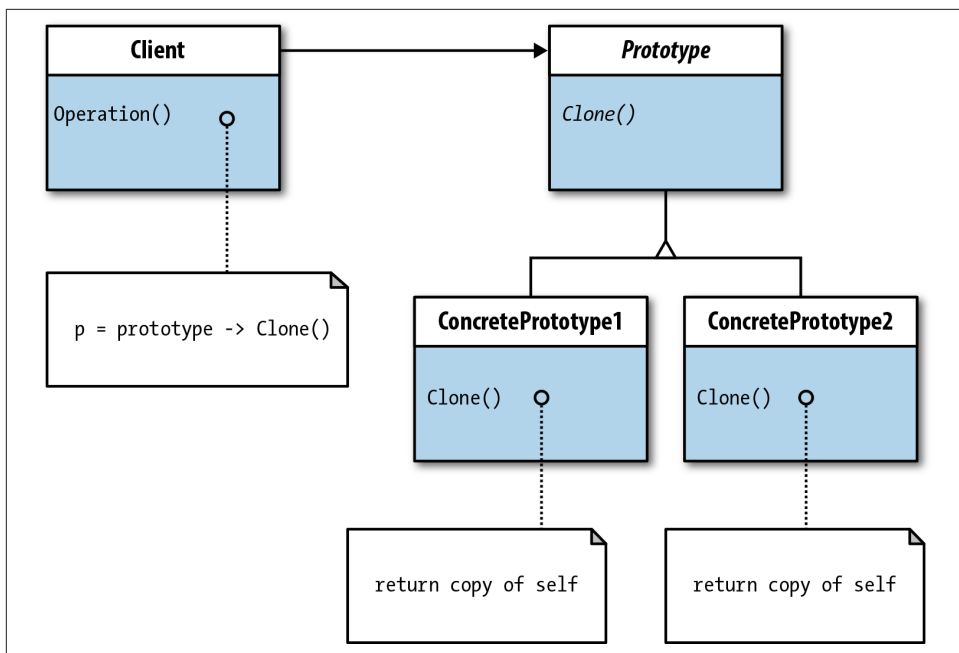 Client
Operation()
p = prototype -> Clone()
Prototype
Clone()
ConcretePrototype1
Clone()
return copy of self
ConcretePrototype2
Clone()
return copy of self